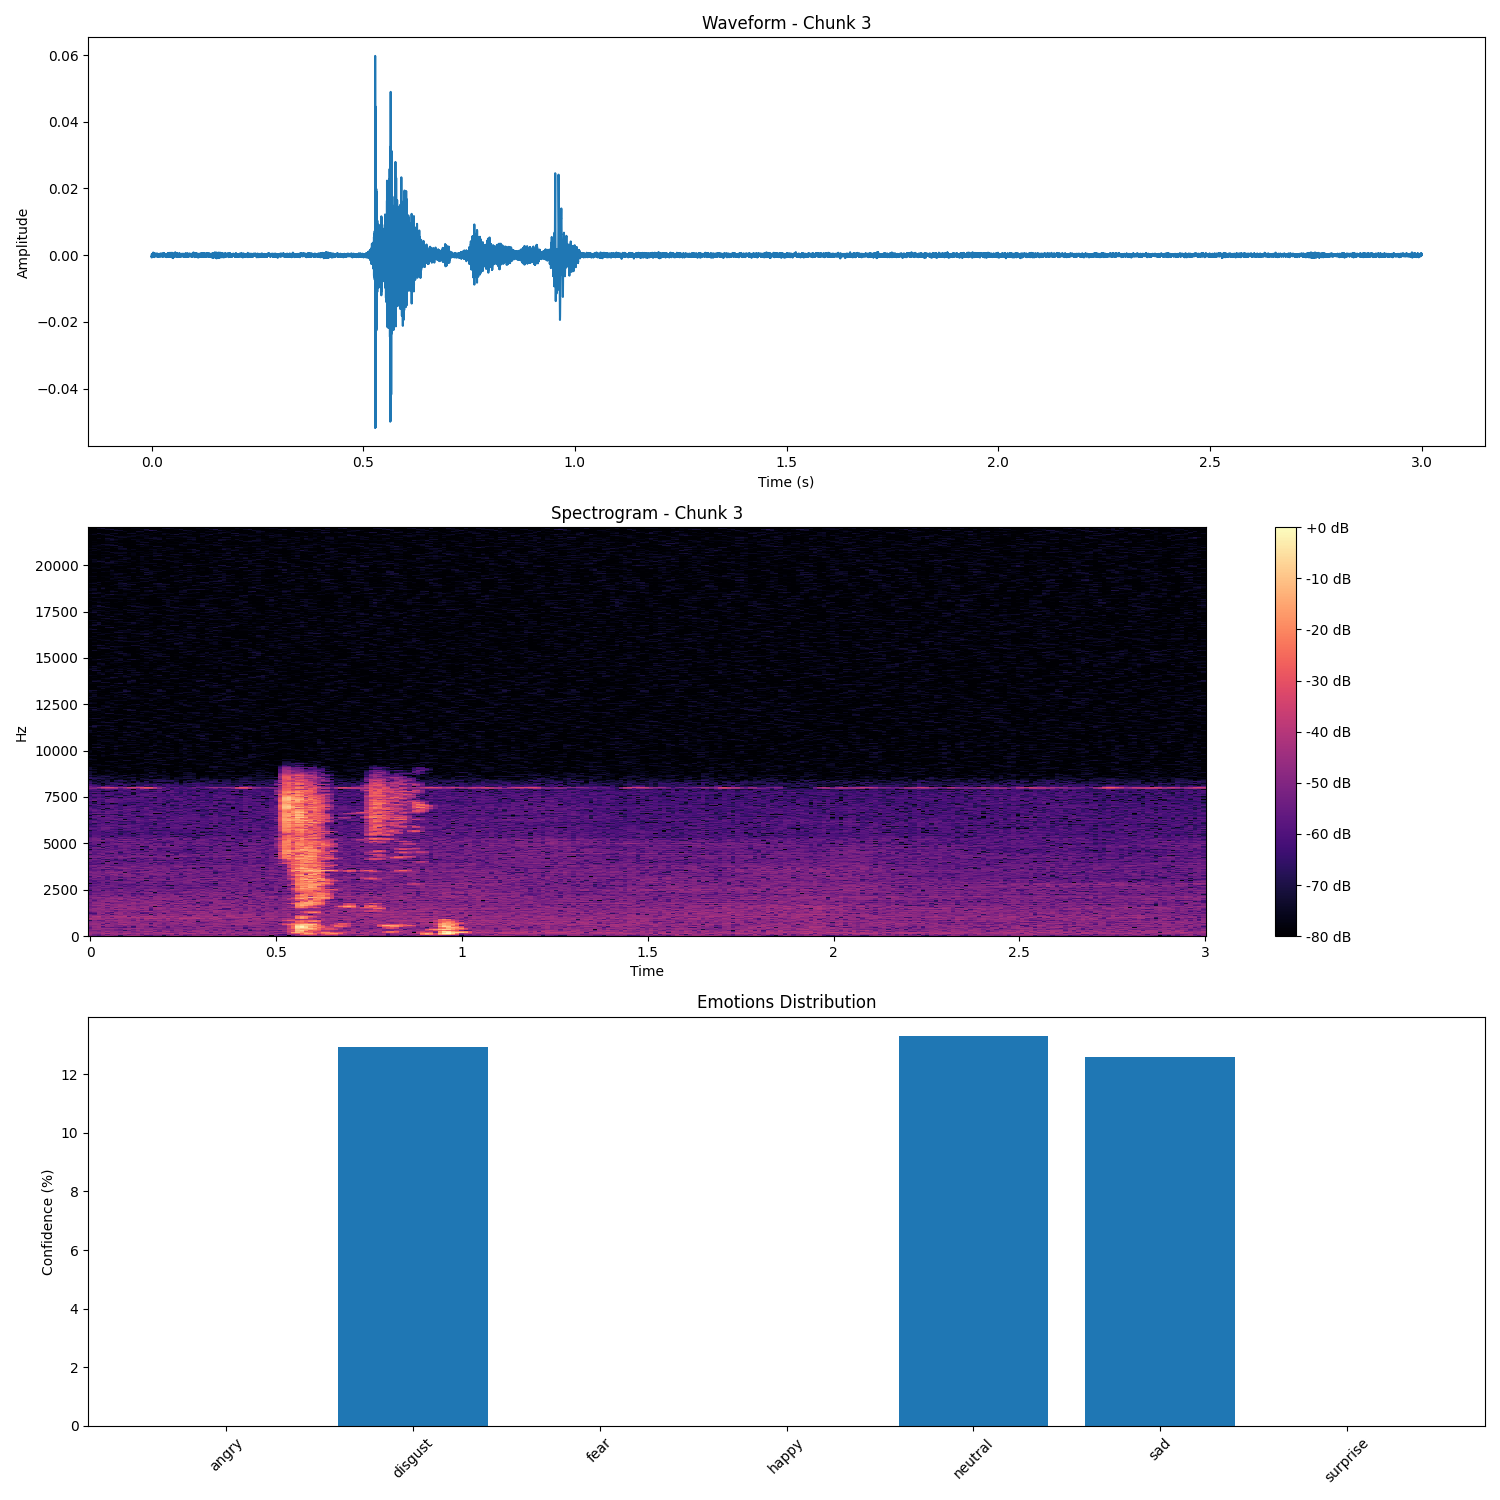 Waveform - Chunk 3
0.06
0.04
0.02
0.00
−0.02
−0.04
Amplitude
0.0 0.5 1.0 1.5 2.0 2.5 3.0
Time (s)
Spectrogram - Chunk 3
20000
17500
15000
12500
10000
7500
5000
2500
0
Hz
0 0.5 1 1.5 2 2.5 3
Time
+0 dB
-10 dB
-20 dB
-30 dB
-40 dB
-50 dB
-60 dB
-70 dB
-80 dB
Emotions Distribution
12
10
8
6
4
2
0
Confidence (%)
angry disgust fear happy neutral sad surprise